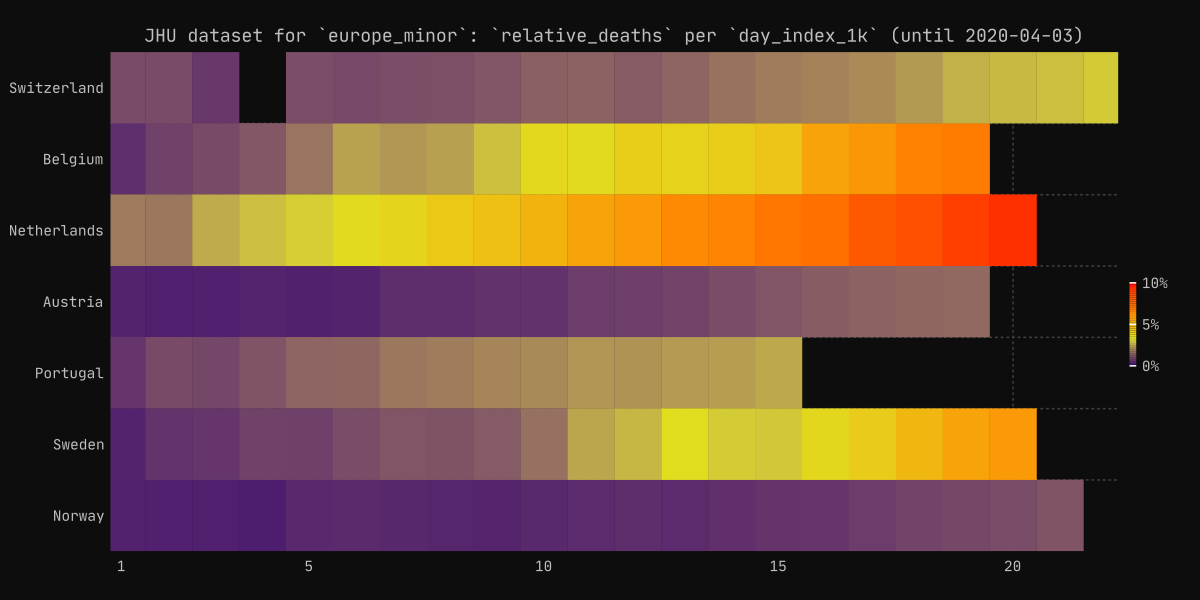 JHU dataset for `europe_minor`: `relative_deaths` per `day_index_1k` (until 2020-04-03)
Switzerland
Belgium
Netherlands
Austria
Portugal
Sweden
Norway
1 5 10 15 20
10%
5%
0%